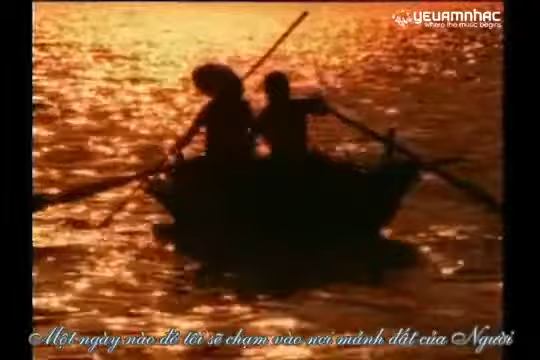 YEUAMNHAC
where the music begins
Một ngày nào đó tôi sẽ chạm vào nơi mảnh đất của Người